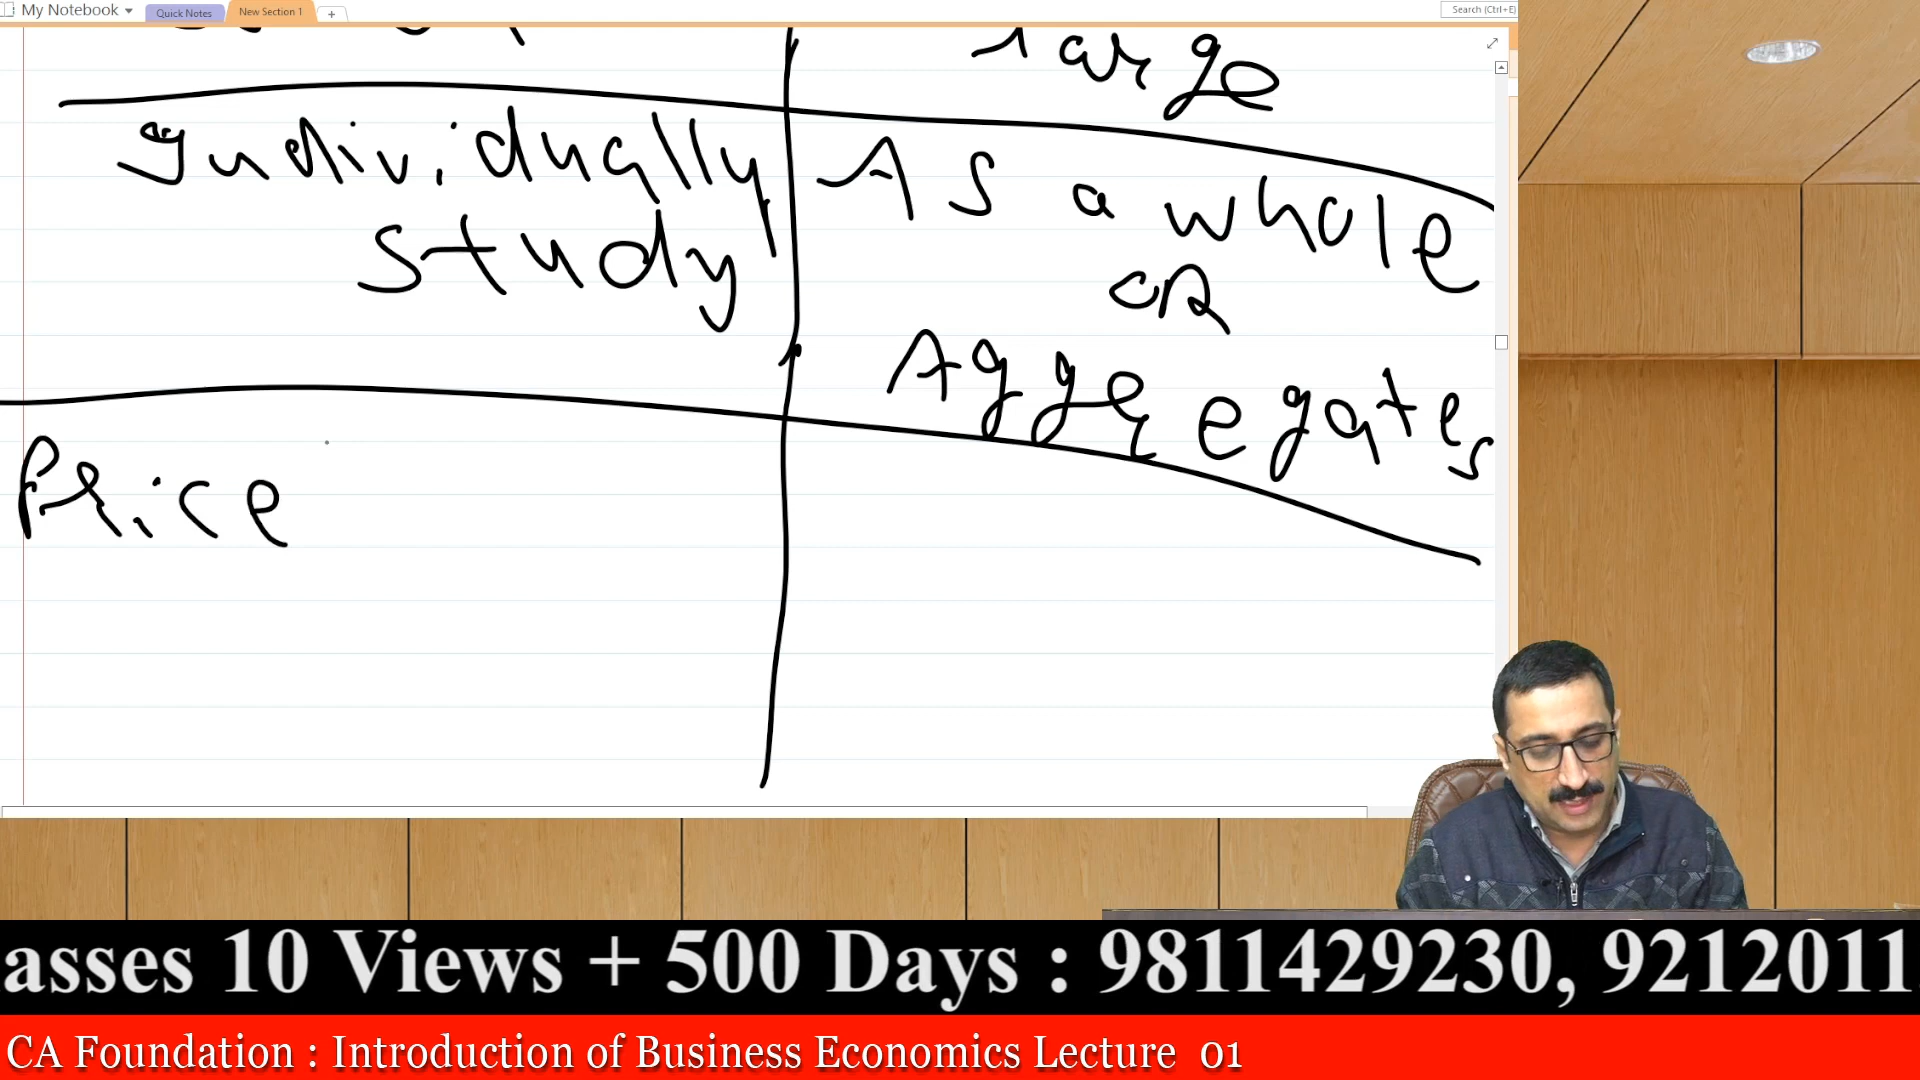 My Notebook
Quick Notes
New Section 1
Search (Ctrl+E)
large
Individually
study
As a whole
OR
Aggregates
Price
asses 10 Views + 500 Days : 9811429230, 9212011
CA Foundation : Introduction of Business Economics Lecture 01